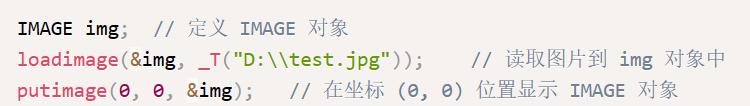 IMAGE img;  // 定义 IMAGE 对象
loadimage(&img, _T("D:\\test.jpg"));    // 读取图片到 img 对象中
putimage(0, 0, &img);   // 在坐标 (0, 0) 位置显示 IMAGE 对象